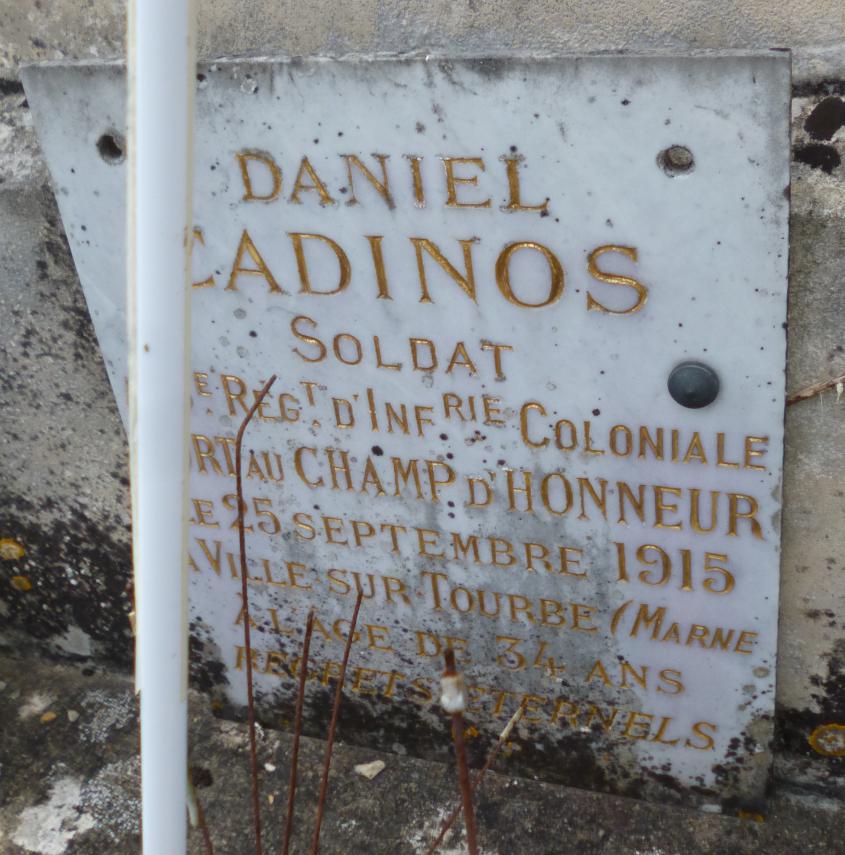 DANIEL
CADINOS
SOLDAT
RÉGT. D'INFRIE COLONIALE
AU CHAMP D'HONNEUR
LE 25 SEPTEMBRE 1915
VILLE SUR TOURBE (MARNE
A L'AGE DE 34 ANS
REGRETS ETERNELS